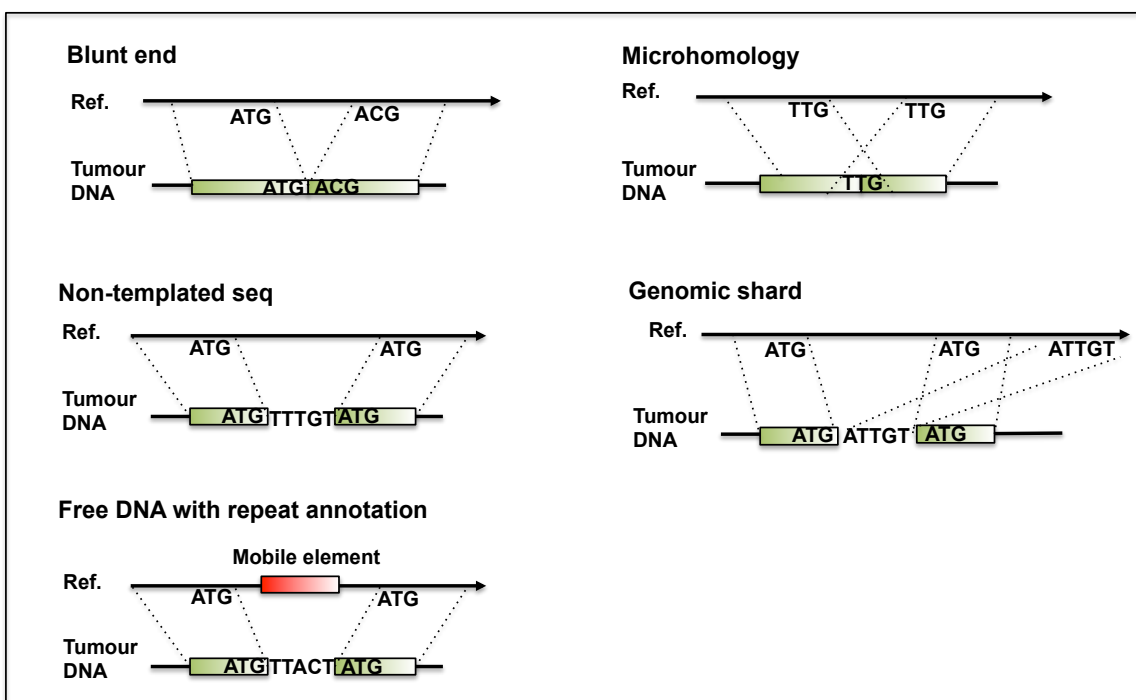 Blunt end
Ref.
ATG ACG
Tumour
DNA
ATG ACG
Microhomology
Ref.
TTG TTG
Tumour
DNA
TTG
Non-templated seq
Ref.
ATG ATG
Tumour
DNA
ATG TTTGT ATG
Genomic shard
Ref.
ATG ATG ATTGT
Tumour
DNA
ATG ATTGT ATG
Free DNA with repeat annotation
Mobile element
Ref.
ATG ATG
Tumour
DNA
ATG TTACT ATG